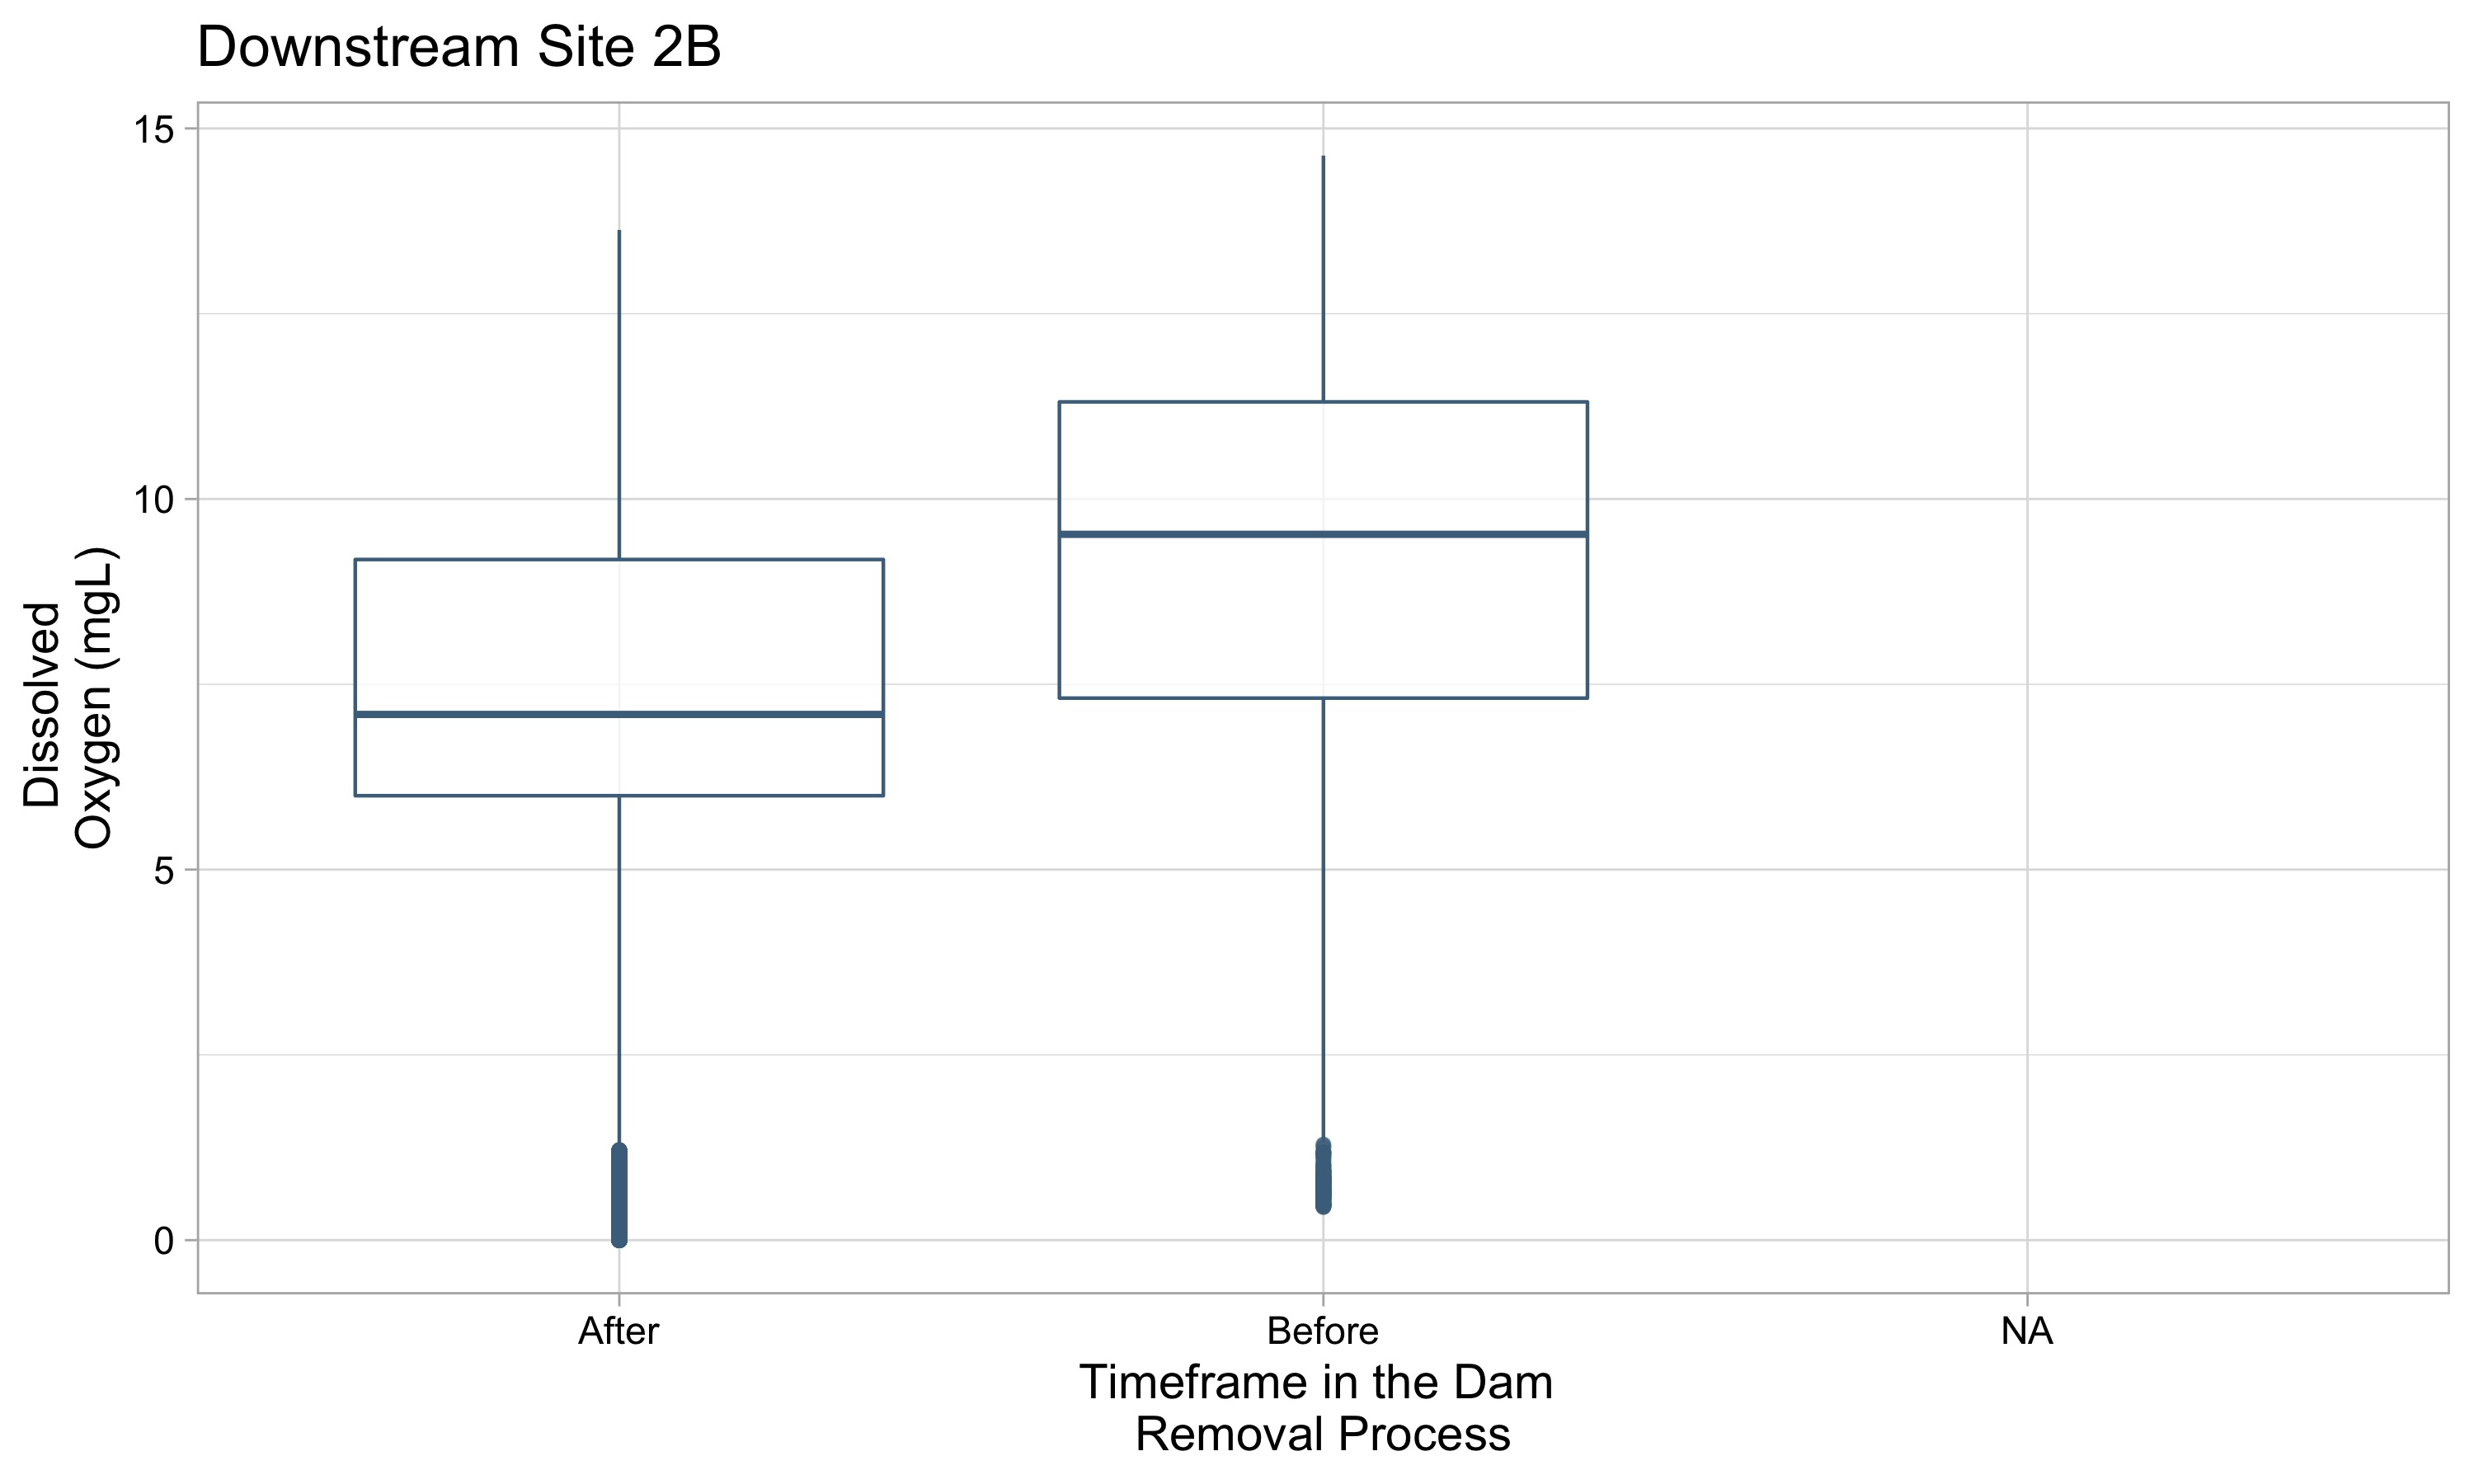 Downstream Site 2B
15
10
5
0
Dissolved
Oxygen (mgL)
After
Before
NA
Timeframe in the Dam
Removal Process